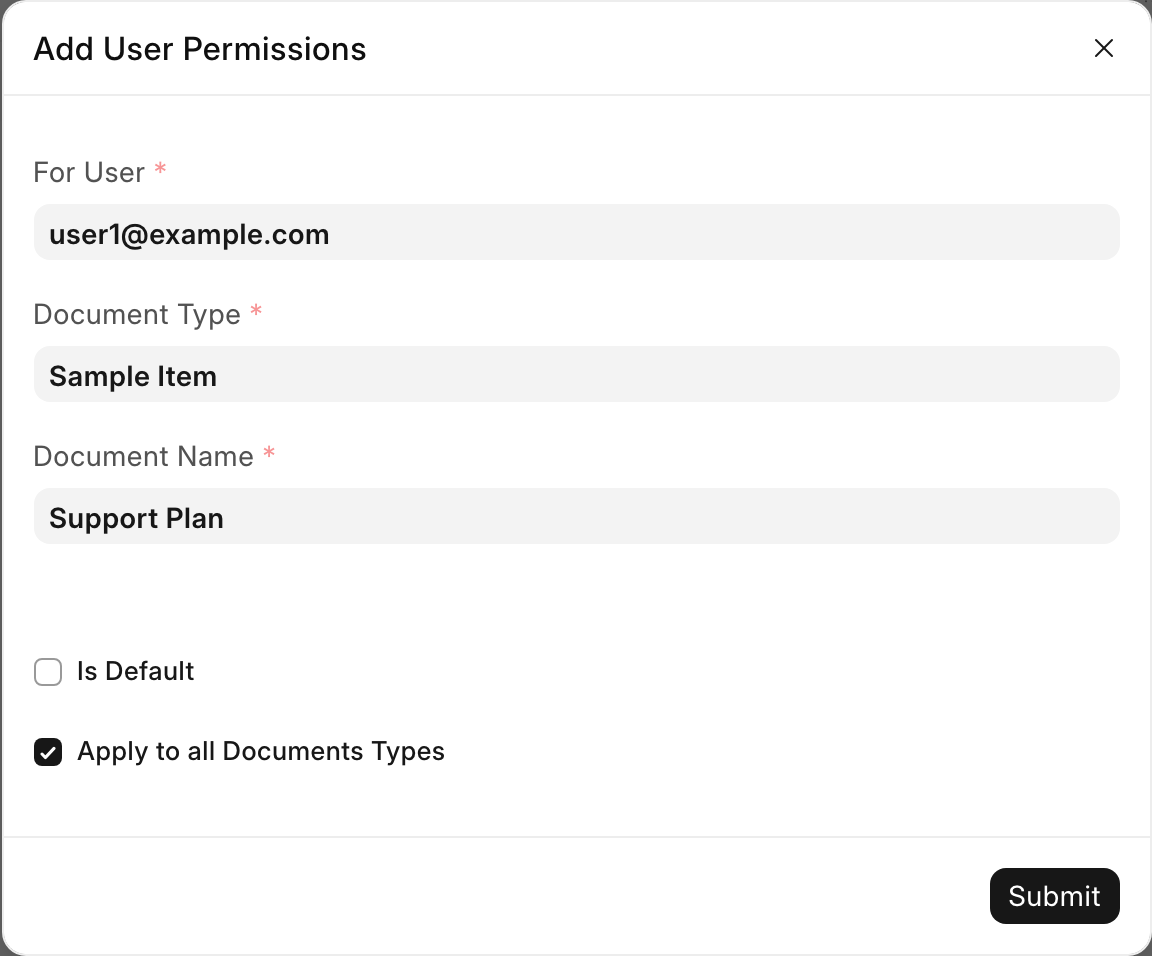 Add User Permissions
For User *
user1@example.com
Document Type *
Sample Item
Document Name *
Support Plan
Is Default
Apply to all Documents Types
Submit